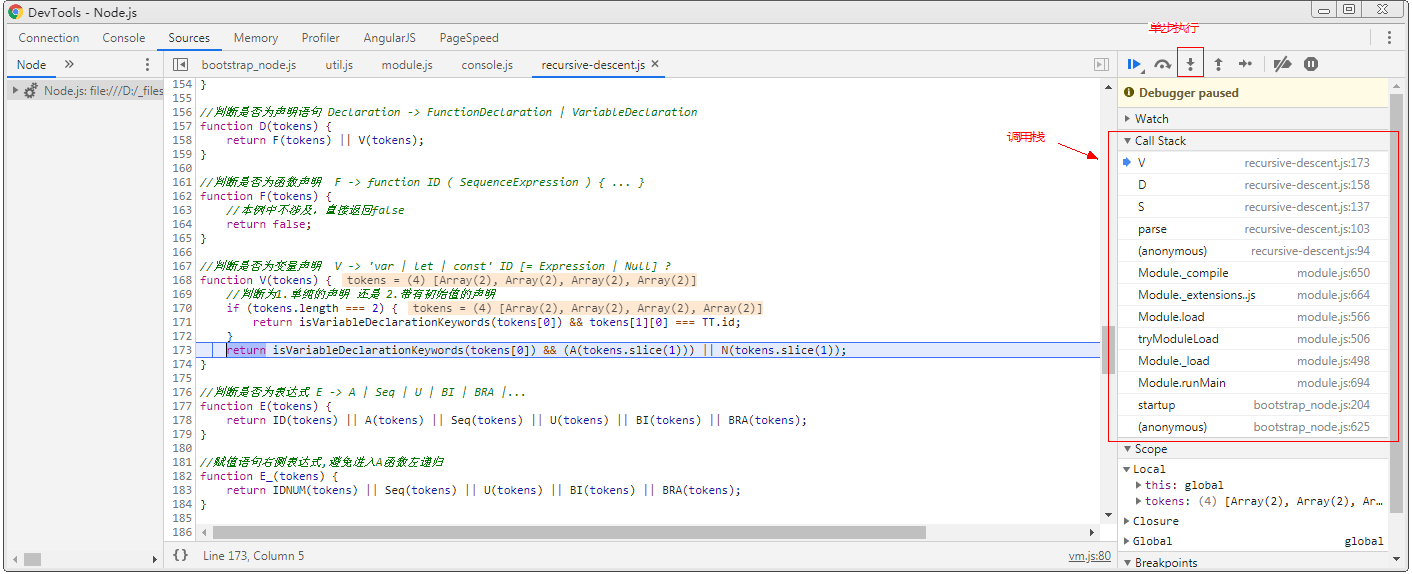 DevTools - Node.js
Connection Console Sources Memory Profiler AngularJS PageSpeed
单步执行
Node » bootstrap_node.js util.js module.js console.js recursive-descent.js ×
Node.js: file:///D:/_files
154 }
155
156 //判断是否为声明语句 Declaration -> FunctionDeclaration | VariableDeclaration
157 function D(tokens) {
158 return F(tokens) || V(tokens);
159 }
160
161 //判断是否为函数声明 F -> function ID ( SequenceExpression ) { ... }
162 function F(tokens) {
163 //本例中不涉及，直接返回false
164 return false;
165 }
166
167 //判断是否为变量声明 V -> 'var | let | const' ID [= Expression | Null] ?
168 function V(tokens) { tokens = (4) [Array(2), Array(2), Array(2), Array(2)]
169 //判断为1.单纯的声明 还是 2.带有初始值的声明
170 if (tokens.length === 2) { tokens = (4) [Array(2), Array(2), Array(2), Array(2)]
171 return isVariableDeclarationKeywords(tokens[0]) && tokens[1][0] === TT.id;
172 }
173 return isVariableDeclarationKeywords(tokens[0]) && (A(tokens.slice(1))) || N(tokens.slice(1));
174 }
175
176 //判断是否为表达式 E -> A | Seq | U | BI | BRA |...
177 function E(tokens) {
178 return ID(tokens) || A(tokens) || Seq(tokens) || U(tokens) || BI(tokens) || BRA(tokens);
179 }
180
181 //赋值语句右侧表达式,避免进入A函数左递归
182 function E_(tokens) {
183 return IDNUM(tokens) || Seq(tokens) || U(tokens) || BI(tokens) || BRA(tokens);
184 }
185
186
{} Line 173, Column 5 vm.js:80
调用栈
Debugger paused
Watch
Call Stack
V recursive-descent.js:173
D recursive-descent.js:158
S recursive-descent.js:137
parse recursive-descent.js:103
(anonymous) recursive-descent.js:94
Module._compile module.js:650
Module._extensions.js module.js:664
Module.load module.js:566
tryModuleLoad module.js:506
Module._load module.js:498
Module.runMain module.js:694
startup bootstrap_node.js:204
(anonymous) bootstrap_node.js:625
Scope
Local
this: global
tokens: (4) [Array(2), Array(2), Ar…
Closure
Global global
Breakpoints